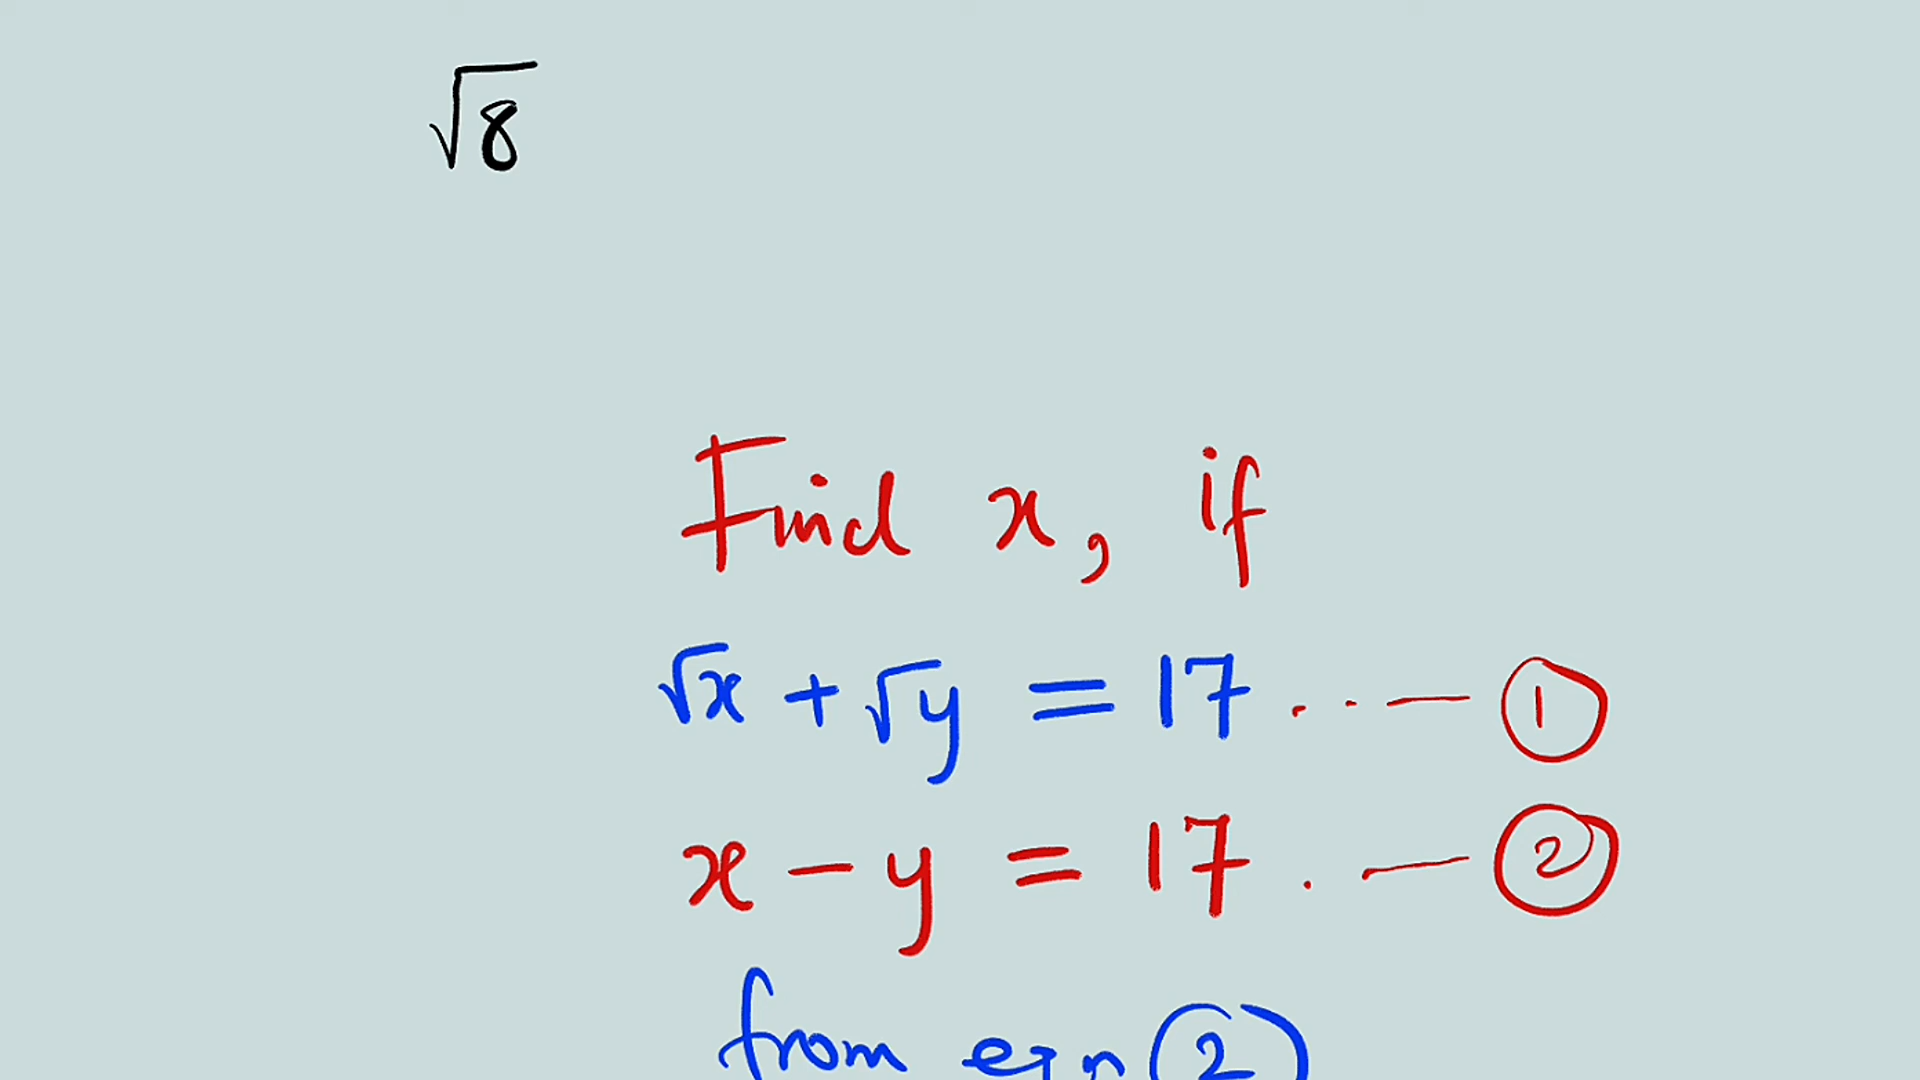 √8
Find x, if
√x + √y = 17 ..— ①
x – y = 17 .— ②
from eqn ②